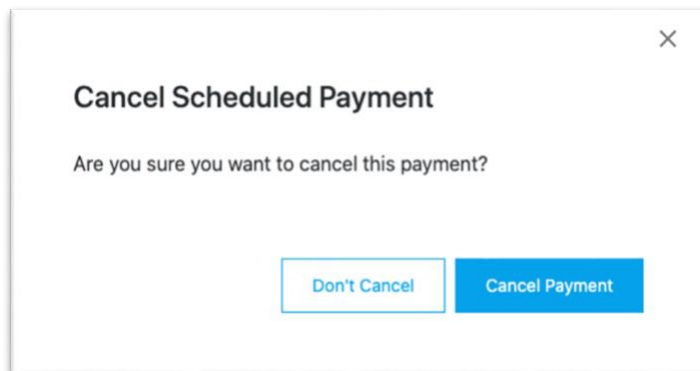 Cancel Scheduled Payment
Are you sure you want to cancel this payment?
Don't Cancel
Cancel Payment